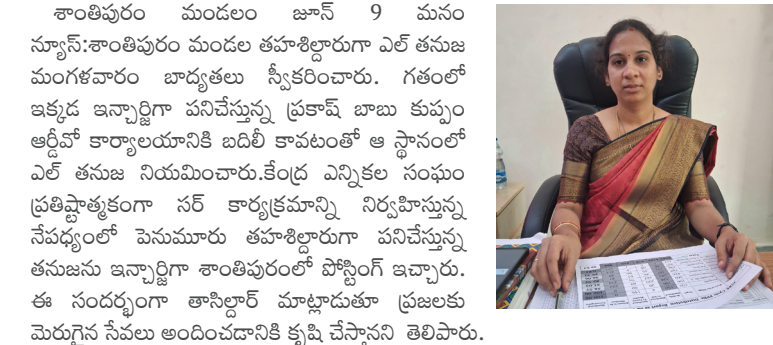 శాంతిపురం మండలం జూన్ 9 మనం
న్యూస్:శాంతిపురం మండల తహశిల్దారుగా ఎల్ తనుజ
మంగళవారం బాద్యతలు స్వీకరించారు. గతంలో
ఇక్కడ ఇన్చార్జిగా పనిచేస్తున్న ప్రకాష్ బాబు కుప్పం
ఆర్డీవో కార్యాలయానికి బదిలీ కావటంతో ఆ స్థానంలో
ఎల్ తనుజ నియమించారు.కేంద్ర ఎన్నికల సంఘం
ప్రతిష్టాత్మకంగా సర్ కార్యక్రమాన్ని నిర్వహిస్తున్న
నేపధ్యంలో పెనుమూరు తహశిల్దారుగా పనిచేస్తున్న
తనుజను ఇన్చార్జిగా శాంతిపురంలో పోస్టింగ్ ఇచ్చారు.
ఈ సందర్భంగా తాసిల్దార్ మాట్లాడుతూ ప్రజలకు
మెరుగైన సేవలు అందించడానికి కృషి చేస్తానని తెలిపారు.